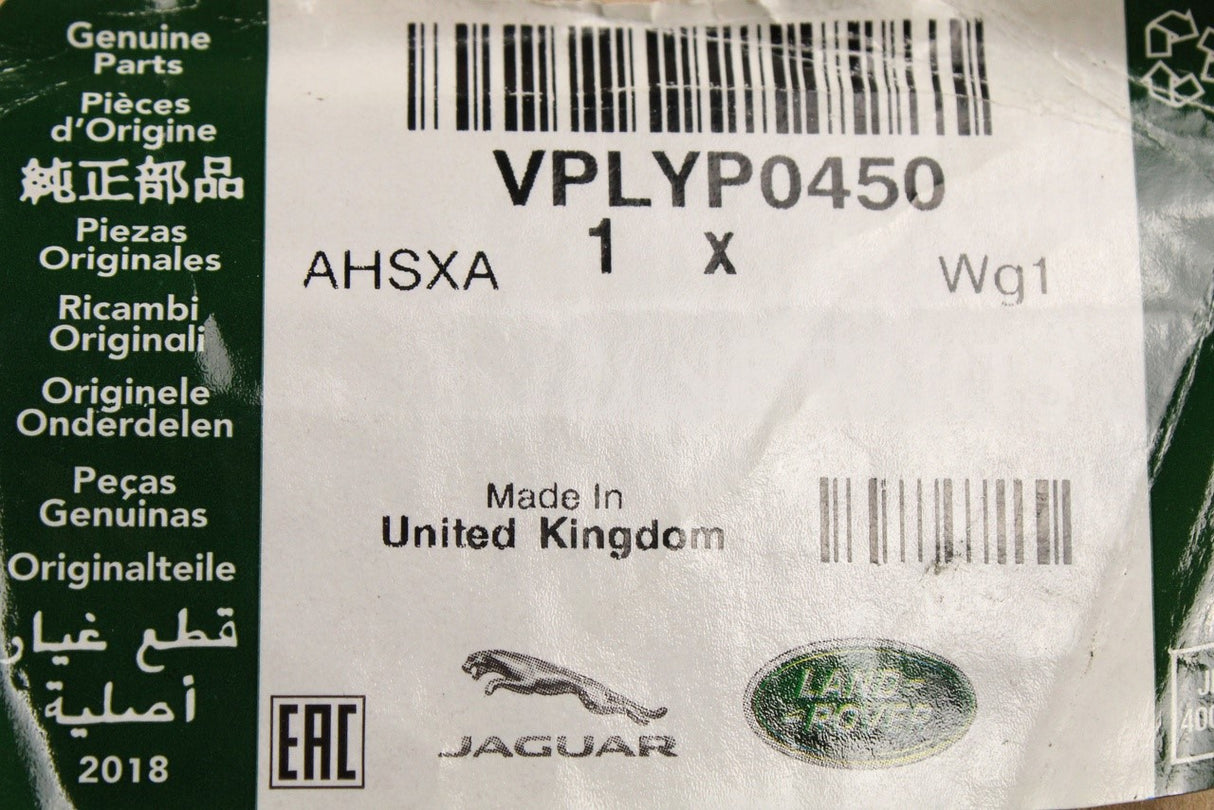 Genuine
Parts
Pièces
d'Origine
純正部品
Piezas
Originales
Ricambi
Originali
Originele
Onderdelen
Peças
Genuinas
Originalteile
قطع غيار
أصلية
2018
VPLYP0450
1 x
AHSXA
Wg1
Made In
United Kingdom
EAC
JAGUAR
LAND-
-ROVER